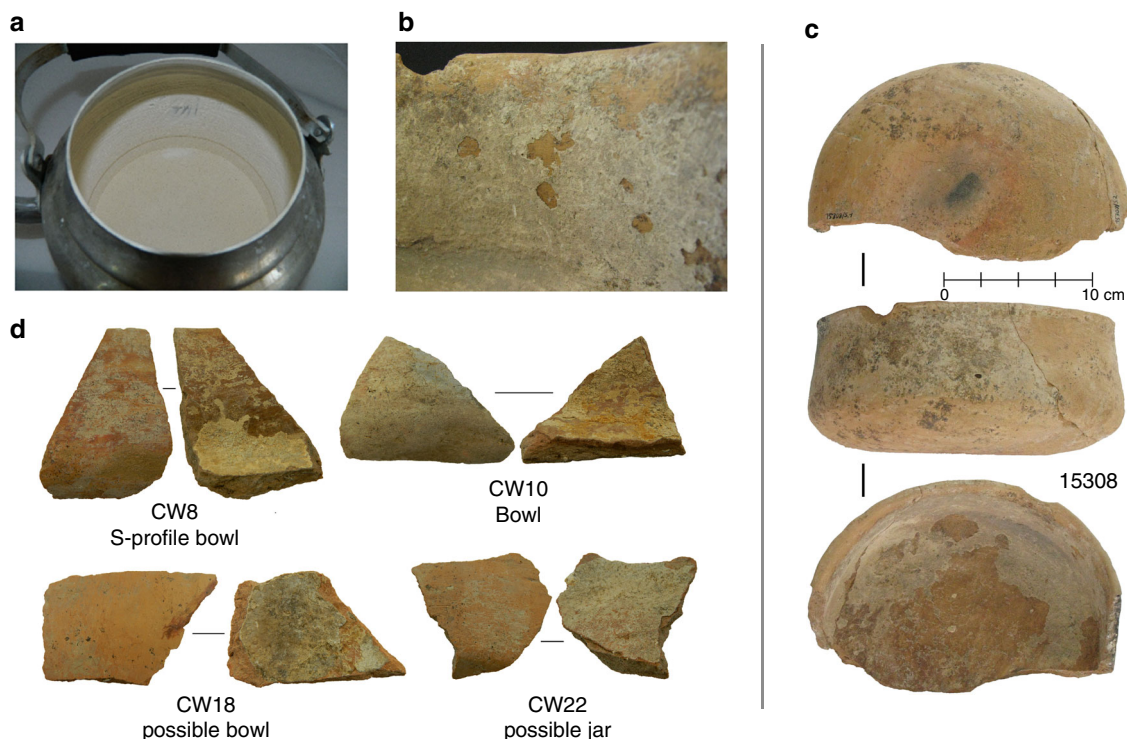 a
b
c
0
10 cm
15308
d
CW8
S-profile bowl
CW10
Bowl
CW18
possible bowl
CW22
possible jar